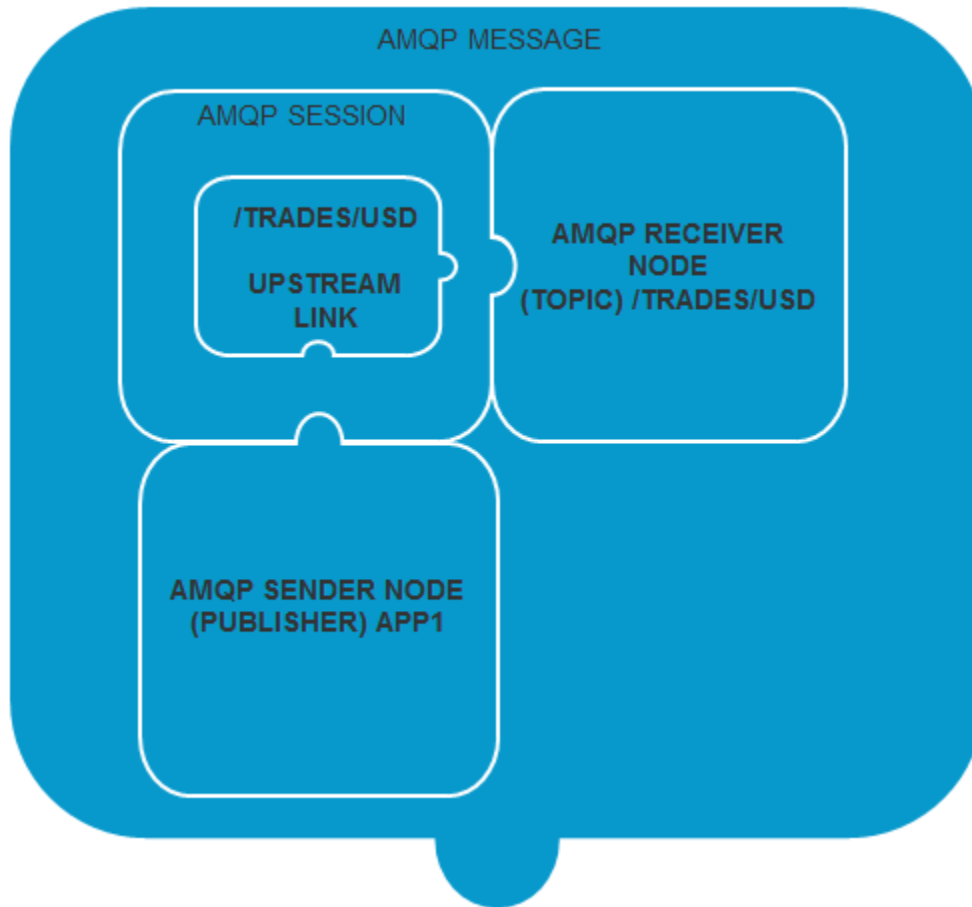 AMQP MESSAGE
AMQP SESSION
/TRADES/USD
UPSTREAM
LINK
AMQP RECEIVER
NODE
(TOPIC) /TRADES/USD
AMQP SENDER NODE
(PUBLISHER) APP1